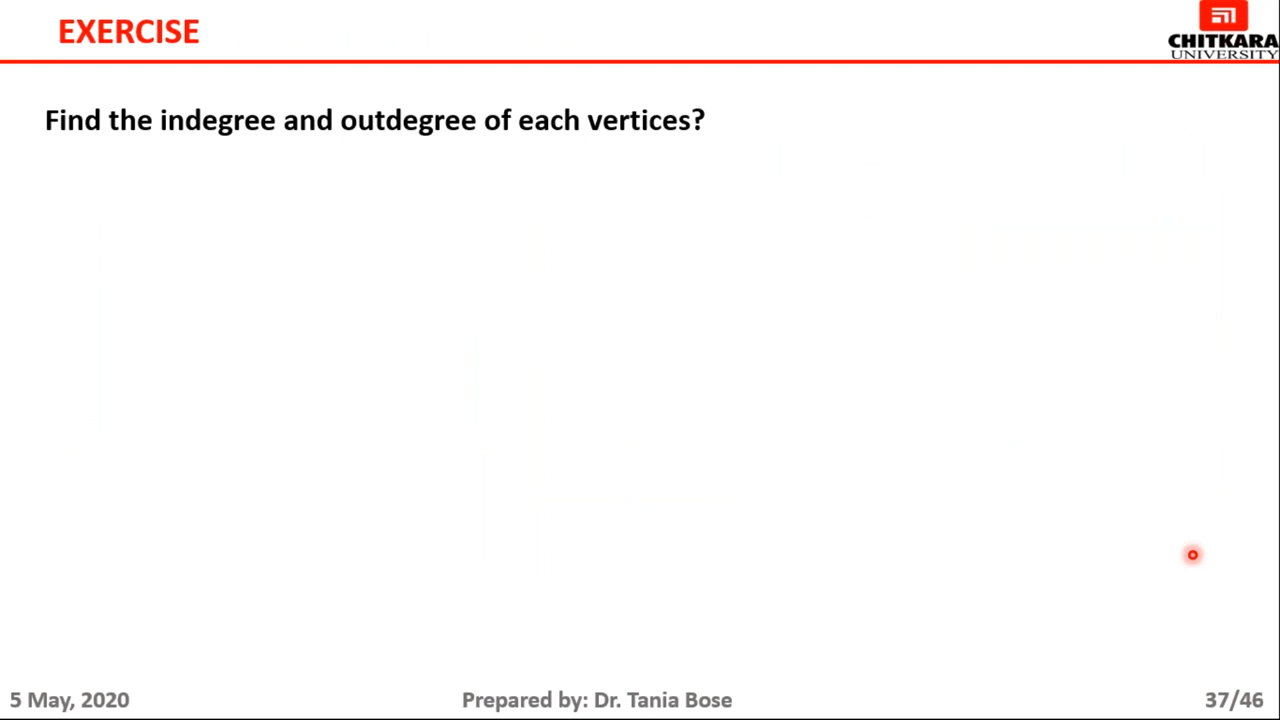 EXERCISE
CHITKARA
UNIVERSITY
Find the indegree and outdegree of each vertices?
5 May, 2020
Prepared by: Dr. Tania Bose
37/46